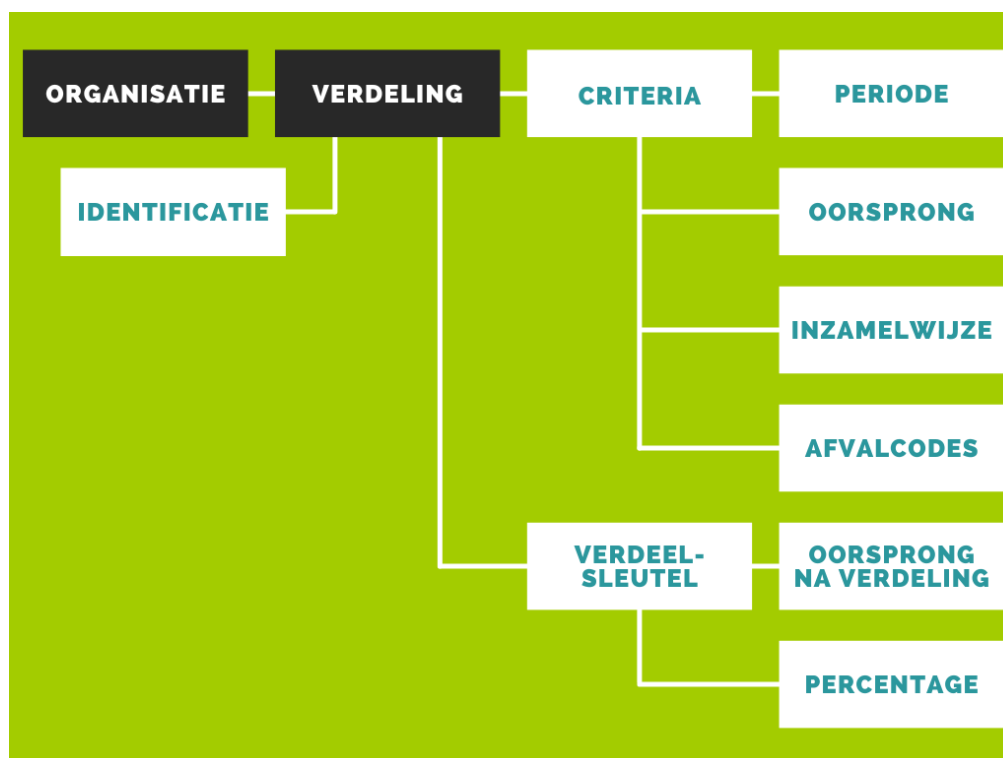 ORGANISATIE
VERDELING
CRITERIA
PERIODE
IDENTIFICATIE
OORSPRONG
INZAMELWIJZE
AFVALCODES
VERDEEL-
SLEUTEL
OORSPRONG
NA VERDELING
PERCENTAGE